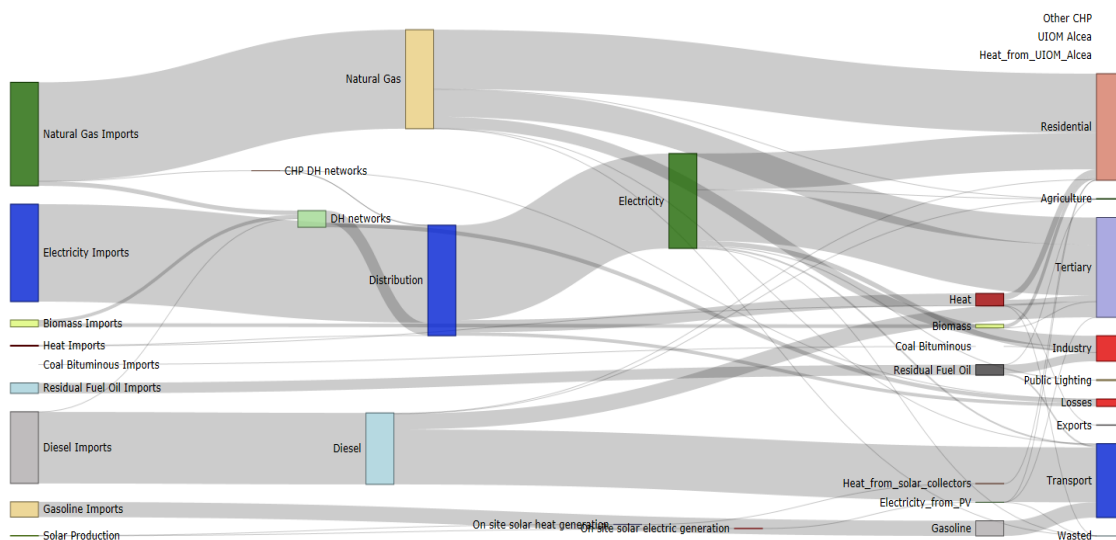 Other CHP
UIOM Alcea
Heat_from_UIOM_Alcea
Natural Gas
Residential
Natural Gas Imports
CHP DH networks
Electricity
Agriculture
DH networks
Electricity Imports
Distribution
Tertiary
Heat
Biomass Imports
Biomass
Heat Imports
Coal Bituminous
Industry
Coal Bituminous Imports
Residual Fuel Oil
Public Lighting
Residual Fuel Oil Imports
Losses
Exports
Diesel Imports
Diesel
Transport
Heat_from_solar_collectors
Electricity_from_PV
Gasoline Imports
On site solar heat generation
On site solar electric generation
Gasoline
Solar Production
Wasted